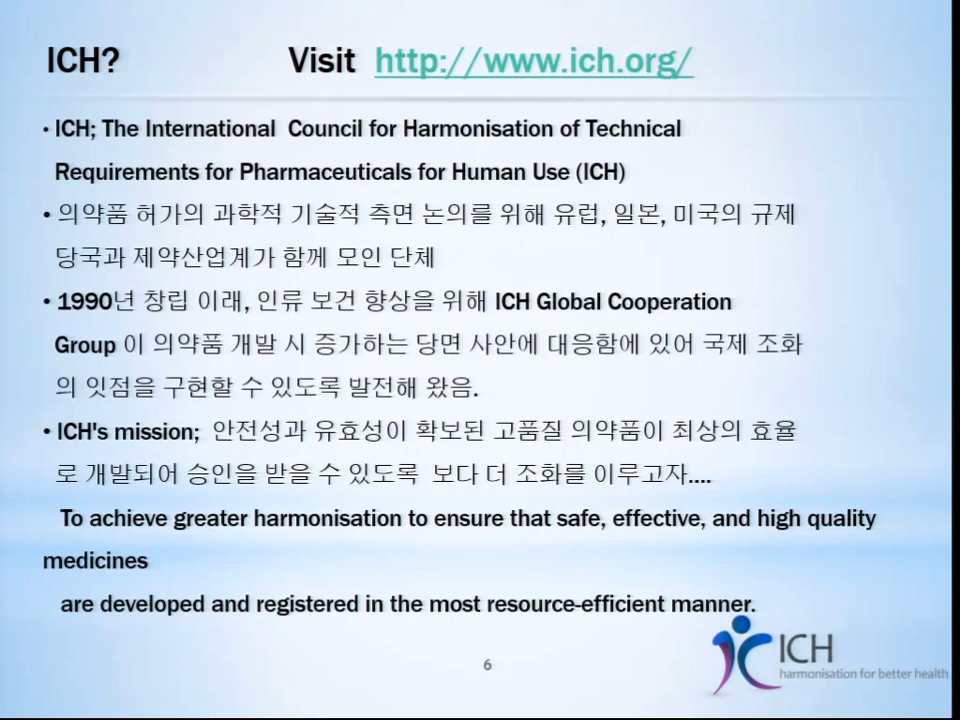 ICH? Visit http://www.ich.org/
• ICH; The International Council for Harmonisation of Technical
Requirements for Pharmaceuticals for Human Use (ICH)
• 의약품 허가의 과학적 기술적 측면 논의를 위해 유럽, 일본, 미국의 규제
당국과 제약산업계가 함께 모인 단체
• 1990년 창립 이래, 인류 보건 향상을 위해 ICH Global Cooperation
Group 이 의약품 개발 시 증가하는 당면 사안에 대응함에 있어 국제 조화
의 잇점을 구현할 수 있도록 발전해 왔음.
• ICH's mission; 안전성과 유효성이 확보된 고품질 의약품이 최상의 효율
로 개발되어 승인을 받을 수 있도록 보다 더 조화를 이루고자....
To achieve greater harmonisation to ensure that safe, effective, and high quality
medicines
are developed and registered in the most resource-efficient manner.
6
ICH
harmonisation for better health